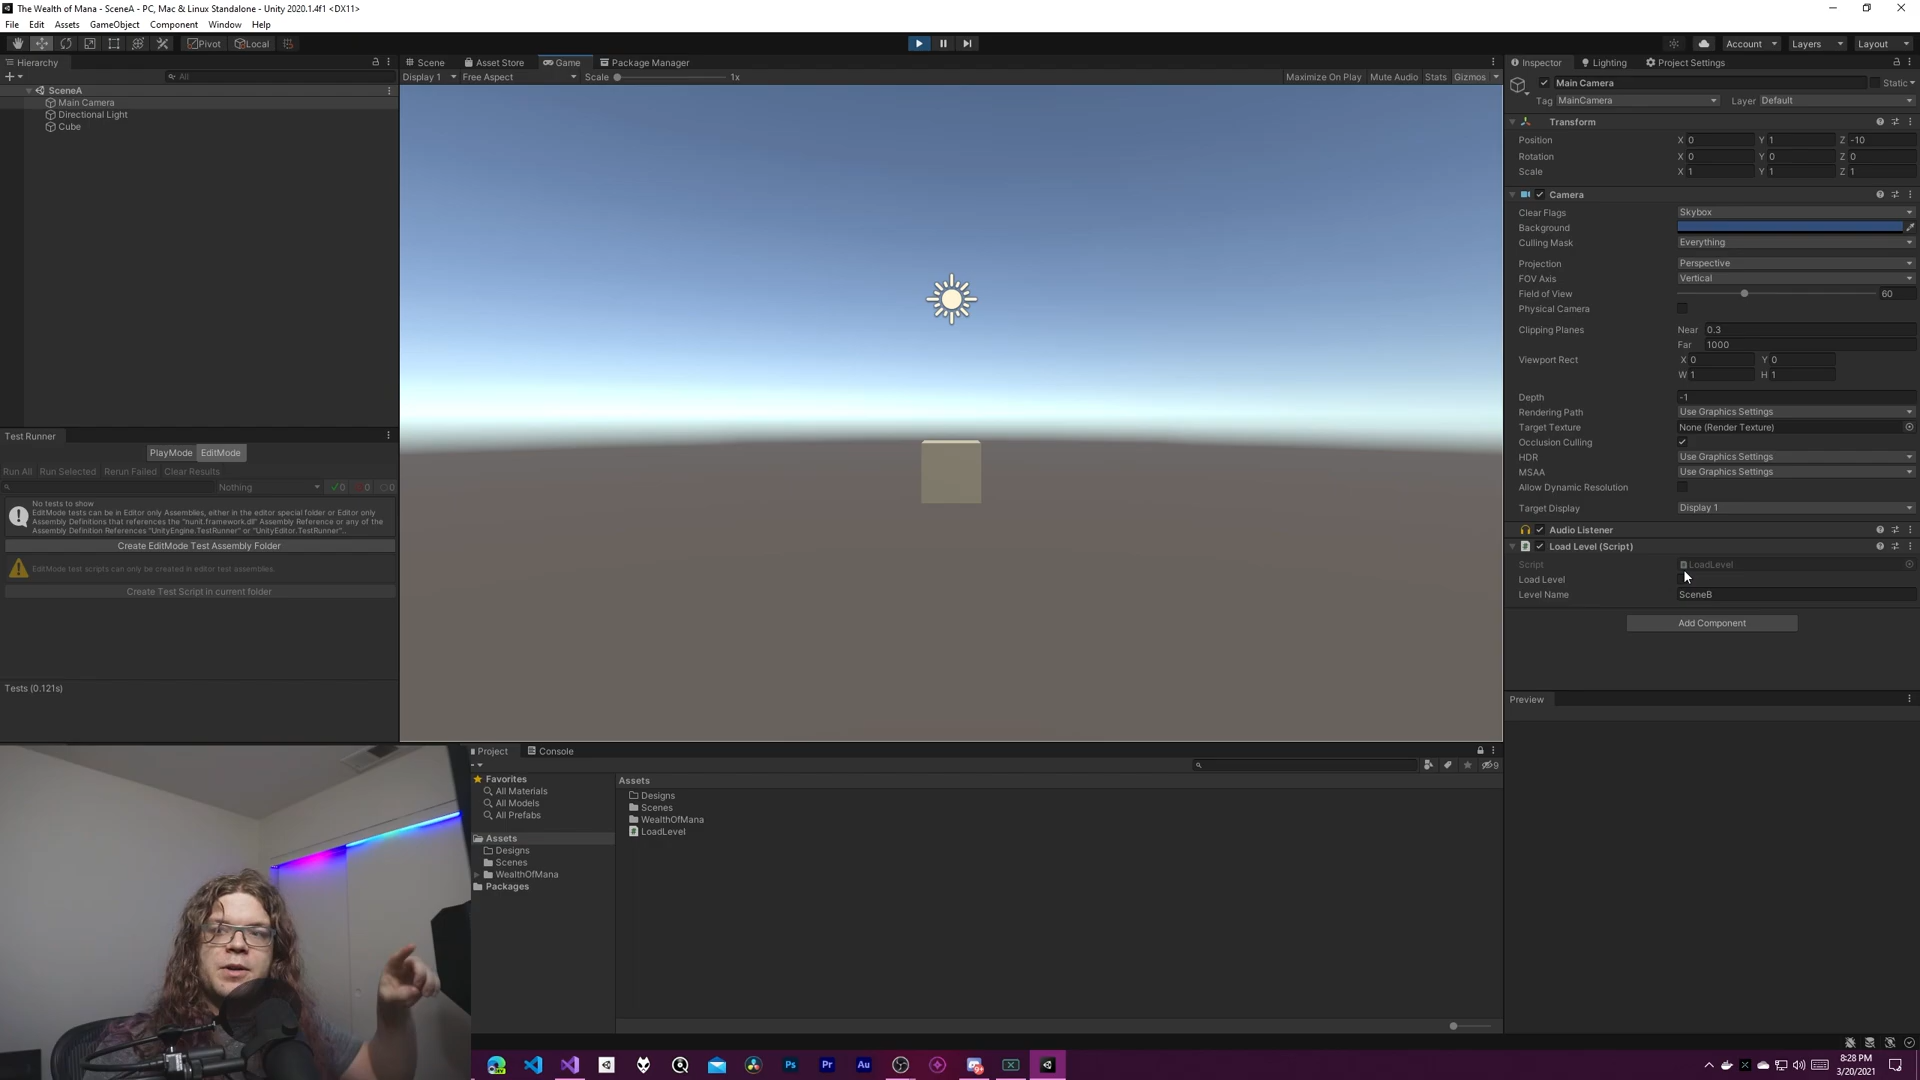 The Wealth of Mana - SceneA - PC, Mac & Linux Standalone - Unity 2020.1.4f1 <DX11>
File Edit Assets GameObject Component Window Help
Pivot Local Account Layers Layout
Hierarchy
All
SceneA
Main Camera
Directional Light
Cube
Test Runner
PlayMode EditMode
Run All Run Selected Rerun Failed Clear Results
Nothing 0 0 0
No tests to show
EditMode tests can be in Editor only Assemblies, either in the editor special folder or Editor only
Assembly Definitions that references the "nunit.framework.dll" Assembly Reference or any of the
Assembly Definition References "UnityEngine.TestRunner" or "UnityEditor.TestRunner"...
Create EditMode Test Assembly Folder
EditMode test scripts can only be created in editor test assemblies.
Create Test Script in current folder
Tests (0.121s)
Scene Asset Store Game Package Manager
Display 1 Free Aspect Scale 1x Maximize On Play Mute Audio Stats Gizmos
Inspector Lighting Project Settings
Main Camera Static
Tag MainCamera Layer Default
Transform
Position X 0 Y 1 Z -10
Rotation X 0 Y 0 Z 0
Scale X 1 Y 1 Z 1
Camera
Clear Flags Skybox
Background
Culling Mask Everything
Projection Perspective
FOV Axis Vertical
Field of View 60
Physical Camera
Clipping Planes Near 0.3
Far 1000
Viewport Rect X 0 Y 0
W 1 H 1
Depth -1
Rendering Path Use Graphics Settings
Target Texture None (Render Texture)
Occlusion Culling
HDR Use Graphics Settings
MSAA Use Graphics Settings
Allow Dynamic Resolution
Target Display Display 1
Audio Listener
Load Level (Script)
Script LoadLevel
Load Level
Level Name SceneB
Add Component
Preview
Project Console
9
Favorites
All Materials
All Models
All Prefabs
Assets
Designs
Scenes
WealthOfMana
Packages
Assets
Designs
Scenes
WealthOfMana
LoadLevel
Ps Pr Au
8:28 PM
3/20/2021